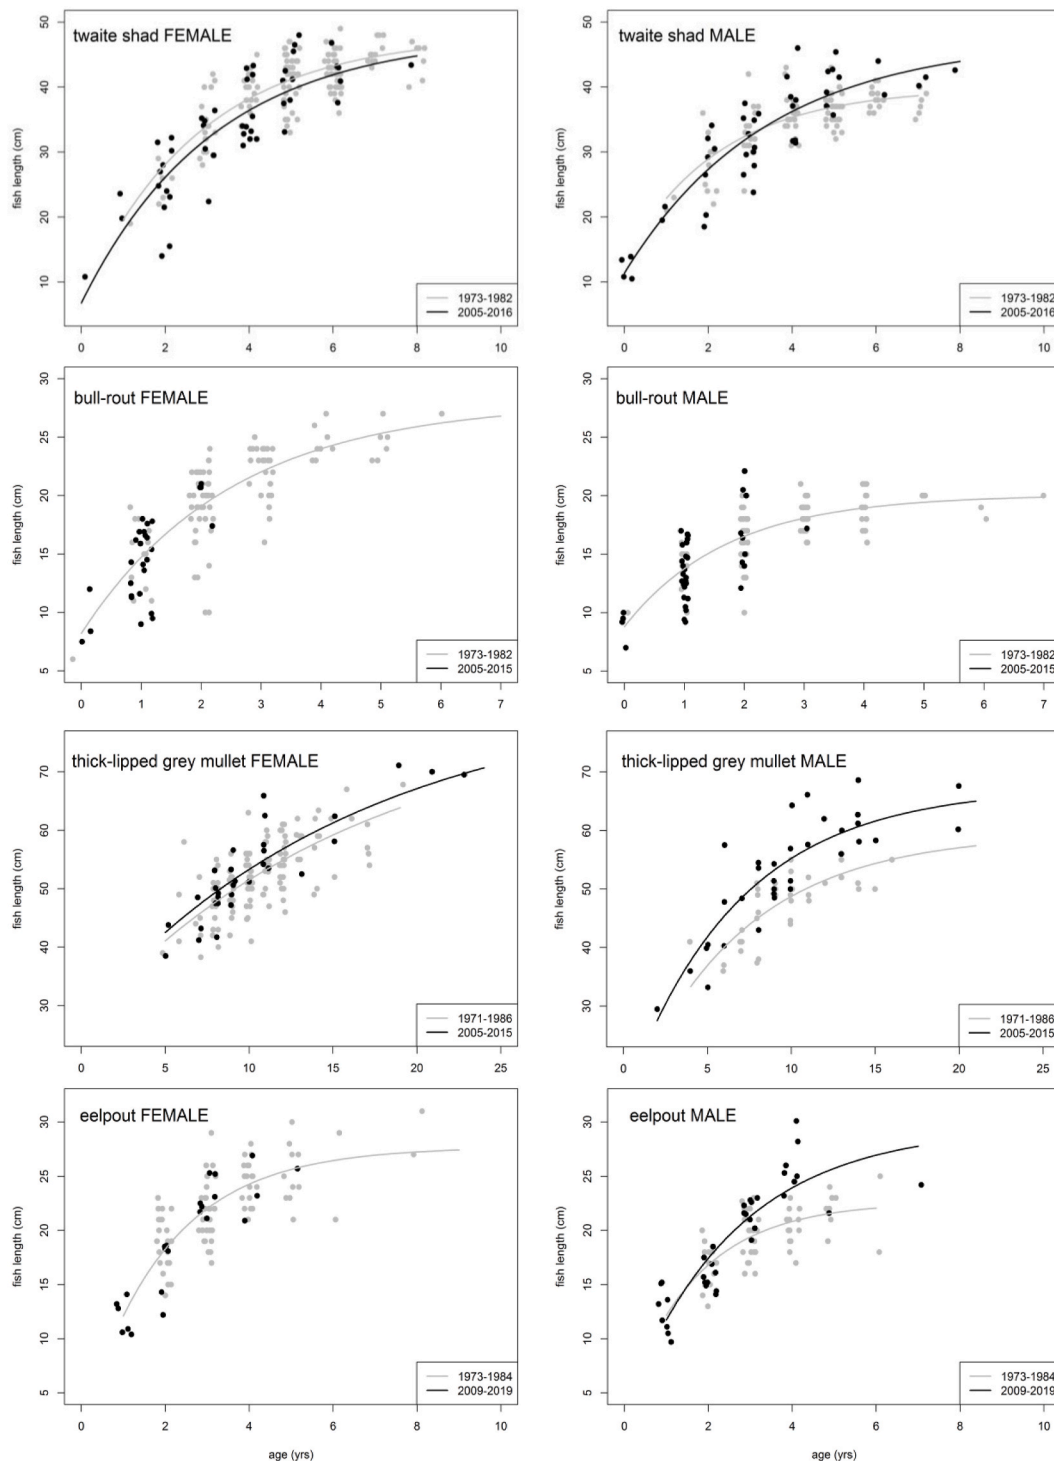 twaite shad FEMALE
fish length (cm)
50
40
30
20
10
0 2 4 6 8 10
1973-1982
2005-2016
twaite shad MALE
fish length (cm)
50
40
30
20
10
0 2 4 6 8 10
1973-1982
2005-2016
bull-rout FEMALE
fish length (cm)
30
25
20
15
10
5
0 1 2 3 4 5 6 7
1973-1982
2005-2015
bull-rout MALE
fish length (cm)
30
25
20
15
10
5
0 1 2 3 4 5 6 7
1973-1982
2005-2015
thick-lipped grey mullet FEMALE
fish length (cm)
70
60
50
40
30
0 5 10 15 20 25
1971-1986
2005-2015
thick-lipped grey mullet MALE
fish length (cm)
70
60
50
40
30
0 5 10 15 20 25
1971-1986
2005-2015
eelpout FEMALE
fish length (cm)
30
25
20
15
10
5
0 2 4 6 8 10
age (yrs)
1973-1984
2009-2019
eelpout MALE
fish length (cm)
30
25
20
15
10
5
0 2 4 6 8 10
age (yrs)
1973-1984
2009-2019